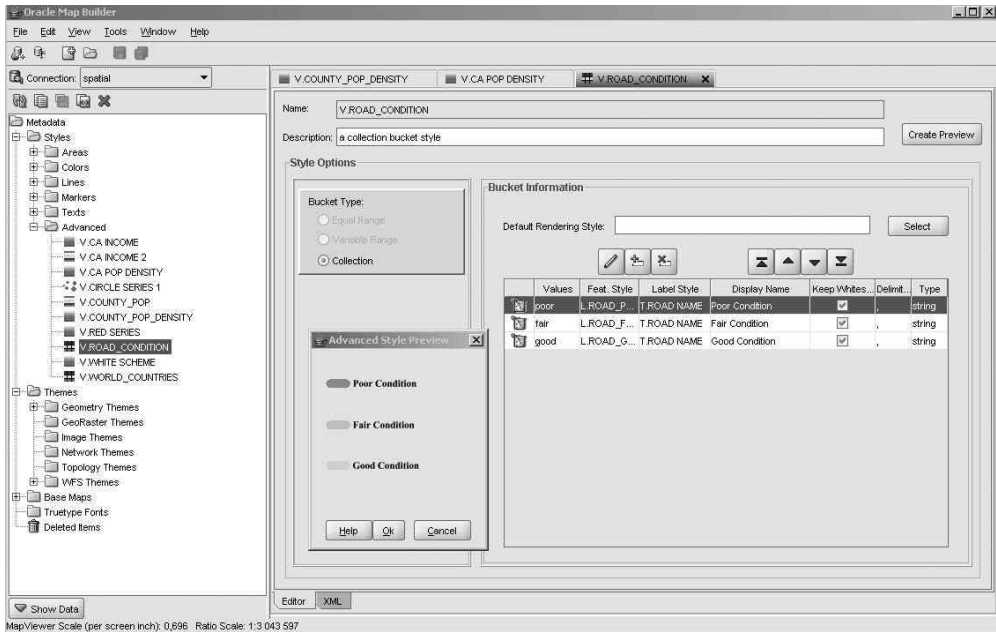 Oracle Map Builder
File Edit View Tools Window Help
Connection: spatial
Metadata
Styles
Areas
Colors
Lines
Markers
Texts
Advanced
V.CA INCOME
V.CA INCOME 2
V.CA POP DENSITY
V.CIRCLE SERIES 1
V.COUNTY_POP
V.COUNTY_POP_DENSITY
V.RED SERIES
V.ROAD_CONDITION
V.WHITE SCHEME
V.WORLD_COUNTRIES
Themes
Geometry Themes
GeoRaster Themes
Image Themes
Network Themes
Topology Themes
WFS Themes
Base Maps
Truetype Fonts
Deleted Items
Show Data
V.COUNTY_POP_DENSITY V.CA POP DENSITY V.ROAD_CONDITION
Name: V.ROAD_CONDITION
Description: a collection bucket style Create Preview
Style Options
Bucket Type:
Equal Range
Variable Range
Collection
Bucket Information
Default Rendering Style: Select
Values Feat. Style Label Style Display Name Keep Whites... Delimit... Type
poor L.ROAD_P... T.ROAD NAME Poor Condition , string
fair L.ROAD_F... T.ROAD NAME Fair Condition , string
good L.ROAD_G... T.ROAD NAME Good Condition , string
Advanced Style Preview
Poor Condition
Fair Condition
Good Condition
Help Ok Cancel
Editor XML
MapViewer Scale (per screen inch): 0,696 Ratio Scale: 1:3 043 597